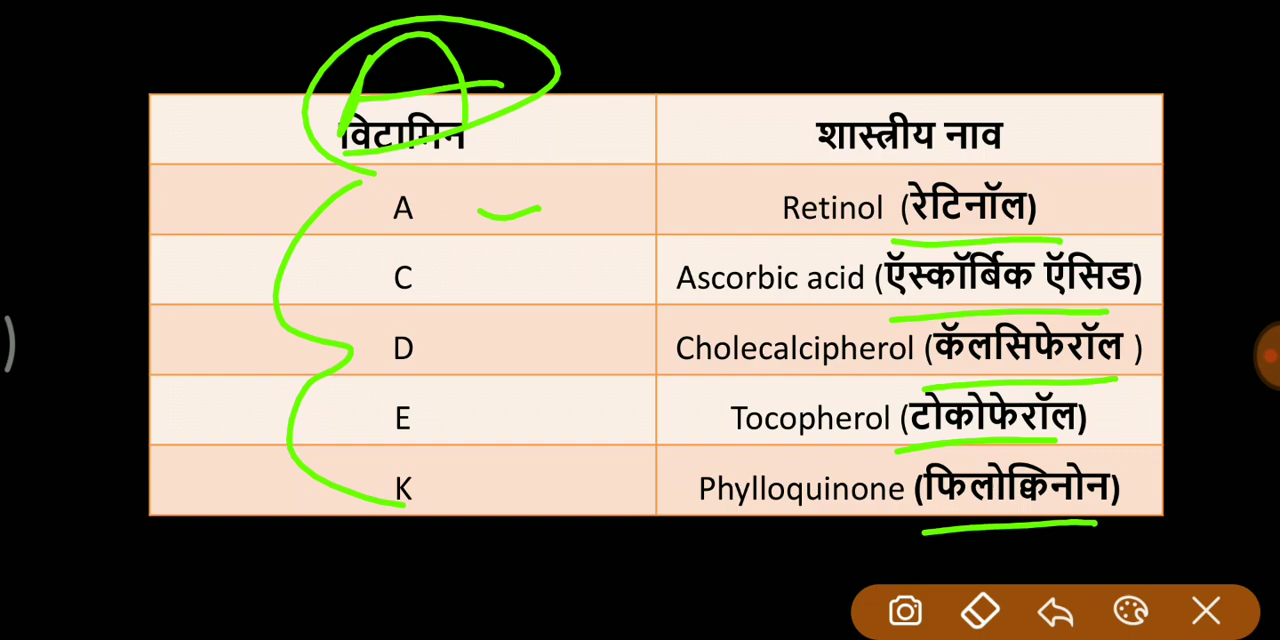 A
विटामिन शास्त्रीय नाव
A Retinol (रेटिनॉल)
C Ascorbic acid (ऍस्कॉर्बिक ऍसिड)
D Cholecalcipherol (कॅलसिफेरॉल )
E Tocopherol (टोकोफेरॉल)
K Phylloquinone (फिलोक्विनोन)